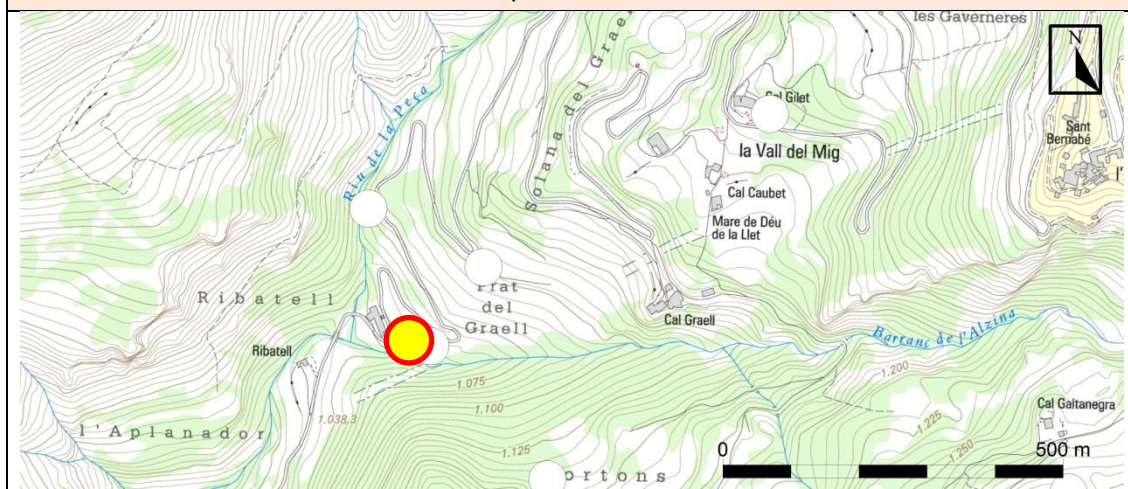 les Gaverneres
N
Solana del Grae
Cal Gilet
Riu de la Peça
Sant
Bernabé
la Vall del Mig
l'
Cal Caubet
Mare de Déu
de la Llet
Prat
del
Graell
Ribatell
Cal Graell
Barranc de l'Alzina
Ribatell
1.075
1.200
1.100
1.038,3
Cal Galtanegra
l'Aplanador
1.125
1.225
1.250
0
500 m
ortons